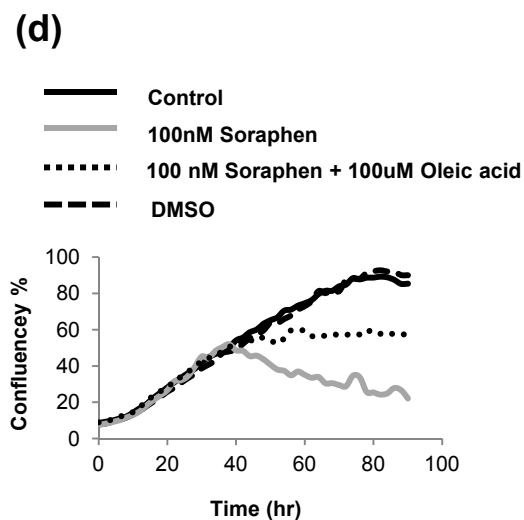 (d)
Control
100nM Soraphen
100 nM Soraphen + 100uM Oleic acid
DMSO
100
80
60
40
20
0
Confluencey %
0 20 40 60 80 100
Time (hr)